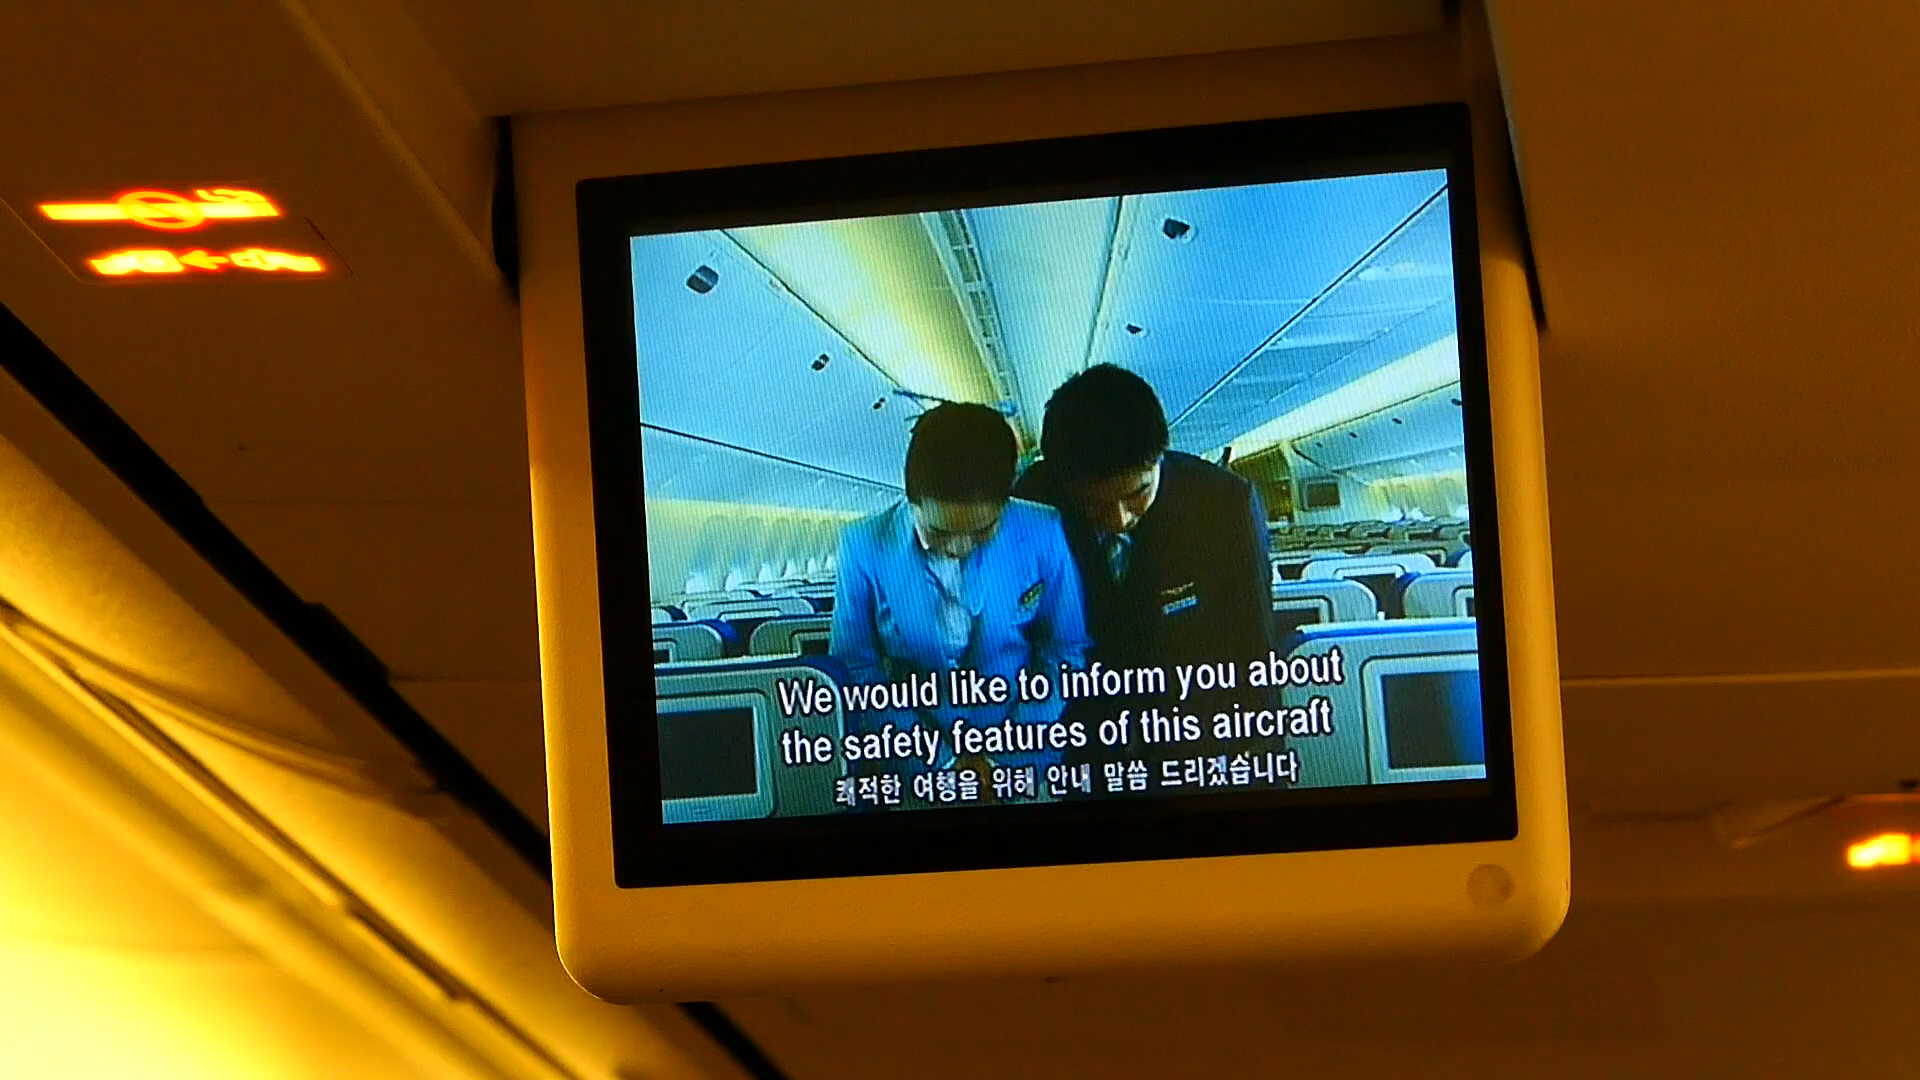 We would like to inform you about
the safety features of this aircraft
쾌적한 여행을 위해 안내 말씀 드리겠습니다